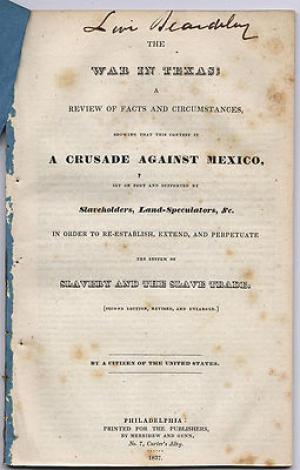 Levi Beardsley
THE
WAR IN TEXAS;
A
REVIEW OF FACTS AND CIRCUMSTANCES,
SHOWING THAT THIS CONTEST IS
A CRUSADE AGAINST MEXICO,
SET ON FOOT AND SUPPORTED BY
Slaveholders, Land-Speculators, &c.
IN ORDER TO RE-ESTABLISH, EXTEND, AND PERPETUATE
THE SYSTEM OF
SLAVERY AND THE SLAVE TRADE.
[SECOND EDITION, REVISED, AND ENLARGED.]
BY A CITIZEN OF THE UNITED STATES.
PHILADELPHIA:
PRINTED FOR THE PUBLISHERS,
BY MERRIHEW AND GUNN,
No. 7, Carter's Alley.
1837.